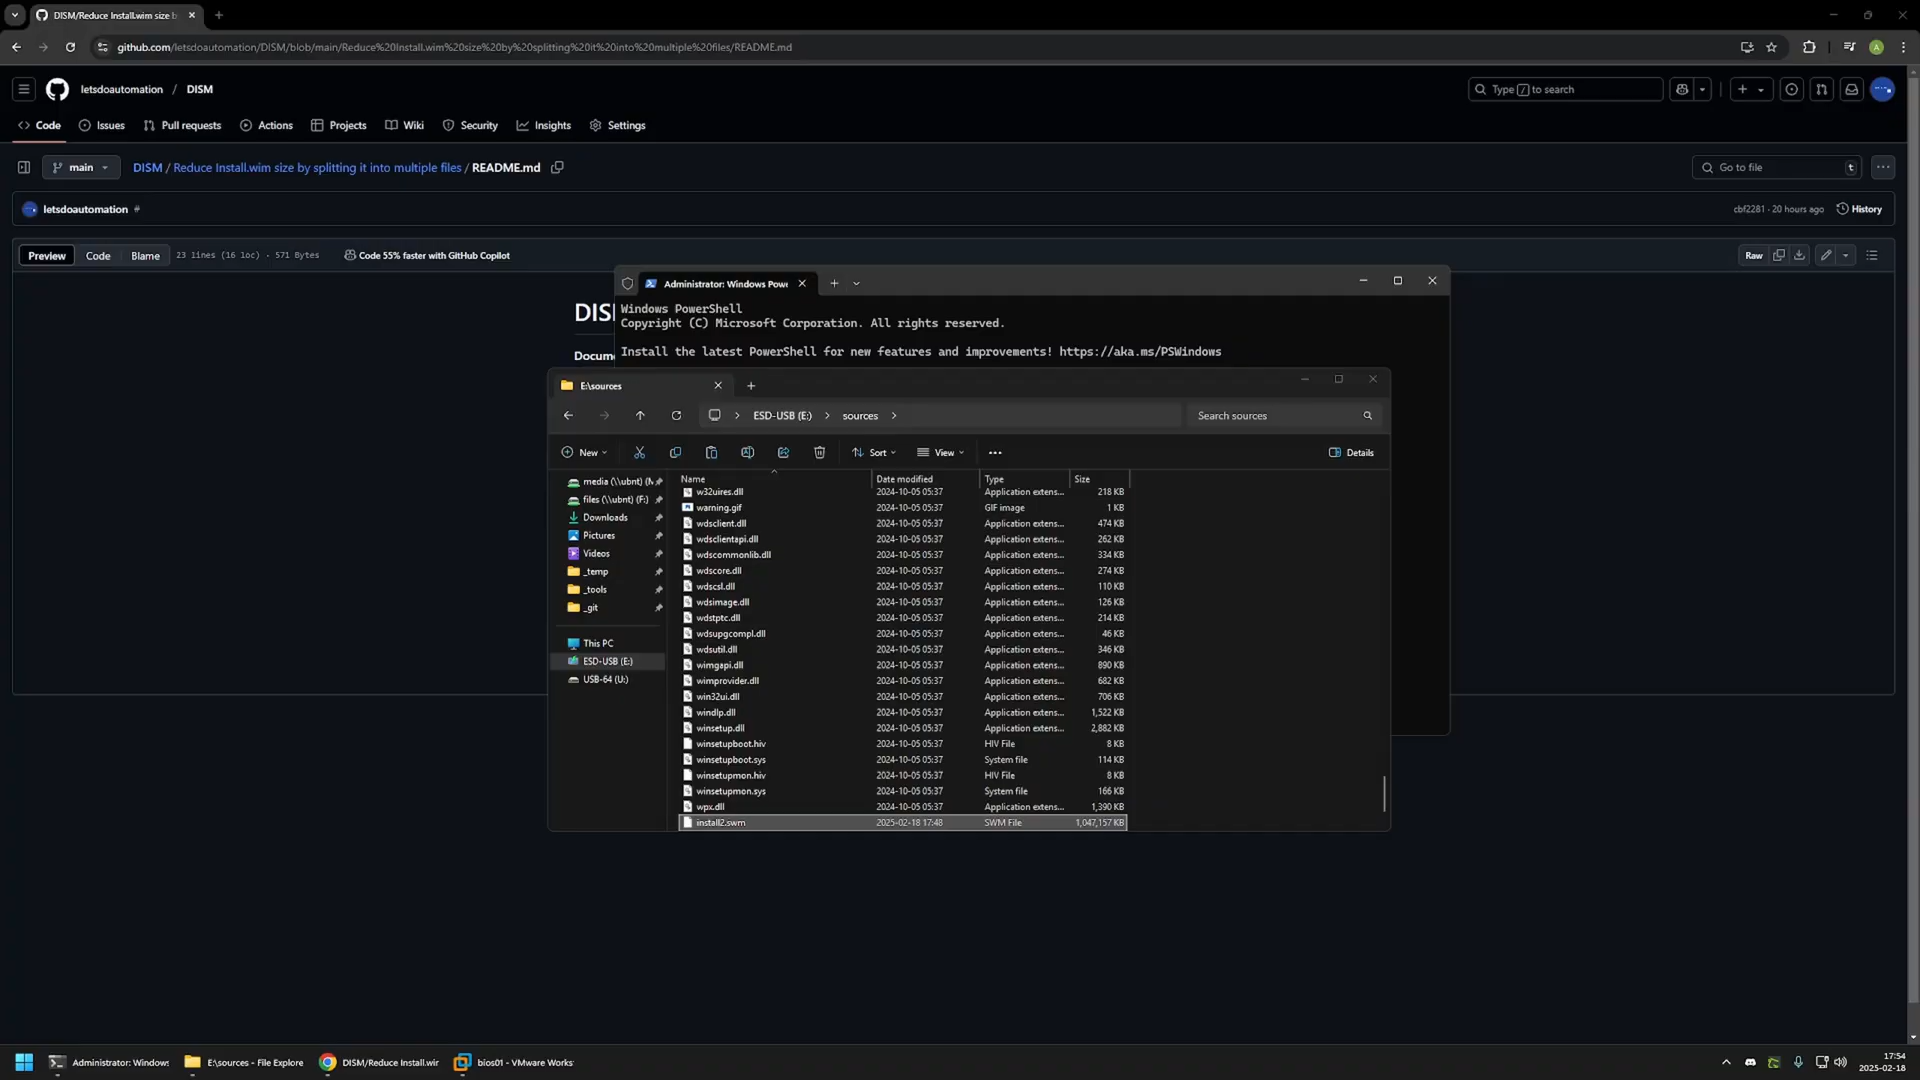 DISM/Reduce Install.wim size b
github.com/letsdoautomation/DISM/blob/main/Reduce%20Install.wim%20size%20by%20splitting%20it%20into%20multiple%20files/README.md
A
letsdoautomation / DISM
Type / to search
Code
Issues
Pull requests
Actions
Projects
Wiki
Security
Insights
Settings
main
DISM / Reduce Install.wim size by splitting it into multiple files / README.md
Go to file
t
letsdoautomation #
cbf2281 · 20 hours ago
History
Preview
Code
Blame
23 lines (16 loc) · 571 Bytes
Code 55% faster with GitHub Copilot
Raw
DIS
Docume
Administrator: Windows Powe
Windows PowerShell
Copyright (C) Microsoft Corporation. All rights reserved.
Install the latest PowerShell for new features and improvements! https://aka.ms/PSWindows
E:\sources
ESD-USB (E:) > sources >
Search sources
New
Sort
View
Details
media (\\ubnt) (M
files (\\ubnt) (F:)
Downloads
Pictures
Videos
_temp
_tools
_git
This PC
ESD-USB (E:)
USB-64 (U:)
Name Date modified Type Size
w32uires.dll 2024-10-05 05:37 Application extens... 218 KB
warning.gif 2024-10-05 05:37 GIF image 1 KB
wdsclient.dll 2024-10-05 05:37 Application extens... 474 KB
wdsclientapi.dll 2024-10-05 05:37 Application extens... 262 KB
wdscommonlib.dll 2024-10-05 05:37 Application extens... 334 KB
wdscore.dll 2024-10-05 05:37 Application extens... 274 KB
wdscsl.dll 2024-10-05 05:37 Application extens... 110 KB
wdsimage.dll 2024-10-05 05:37 Application extens... 126 KB
wdstptc.dll 2024-10-05 05:37 Application extens... 214 KB
wdsupgcompl.dll 2024-10-05 05:37 Application extens... 46 KB
wdsutil.dll 2024-10-05 05:37 Application extens... 346 KB
wimgapi.dll 2024-10-05 05:37 Application extens... 890 KB
wimprovider.dll 2024-10-05 05:37 Application extens... 682 KB
win32ui.dll 2024-10-05 05:37 Application extens... 706 KB
windlp.dll 2024-10-05 05:37 Application extens... 1,522 KB
winsetup.dll 2024-10-05 05:37 Application extens... 2,882 KB
winsetupboot.hiv 2024-10-05 05:37 HIV File 8 KB
winsetupboot.sys 2024-10-05 05:37 System file 114 KB
winsetupmon.hiv 2024-10-05 05:37 HIV File 8 KB
winsetupmon.sys 2024-10-05 05:37 System file 166 KB
wpx.dll 2024-10-05 05:37 Application extens... 1,390 KB
install2.swm 2025-02-18 17:48 SWM File 1,047,157 KB
Administrator: Windows
E:\sources - File Explore
DISM/Reduce Install.wir
bios01 - VMware Works
17:54
2025-02-18